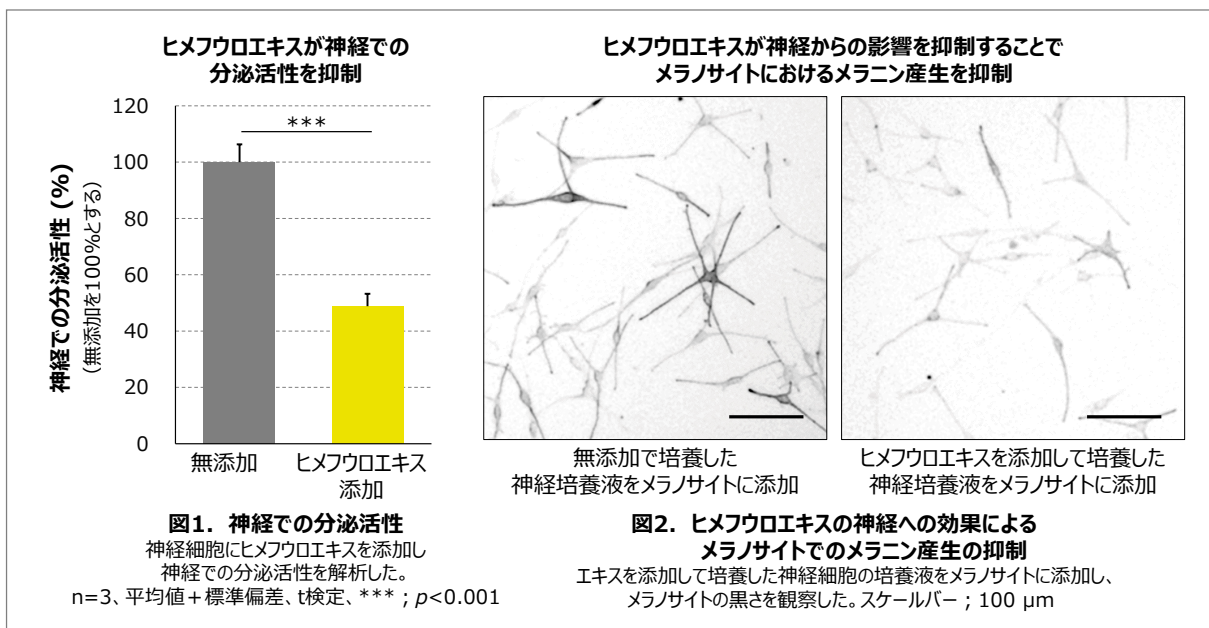 ヒメフウロエキスが神経での
分泌活性を抑制
神経での分泌活性 (%)
(無添加を100%とする)
120
100
80
60
40
20
0
***
無添加
ヒメフウロエキス
添加
図1. 神経での分泌活性
神経細胞にヒメフウロエキスを添加し
神経での分泌活性を解析した。
n=3、平均値+標準偏差、t検定、*** ; p<0.001
ヒメフウロエキスが神経からの影響を抑制することで
メラノサイトにおけるメラニン産生を抑制
無添加で培養した
神経培養液をメラノサイトに添加
ヒメフウロエキスを添加して培養した
神経培養液をメラノサイトに添加
図2. ヒメフウロエキスの神経への効果による
メラノサイトでのメラニン産生の抑制
エキスを添加して培養した神経細胞の培養液をメラノサイトに添加し、
メラノサイトの黒さを観察した。スケールバー ; 100 μm